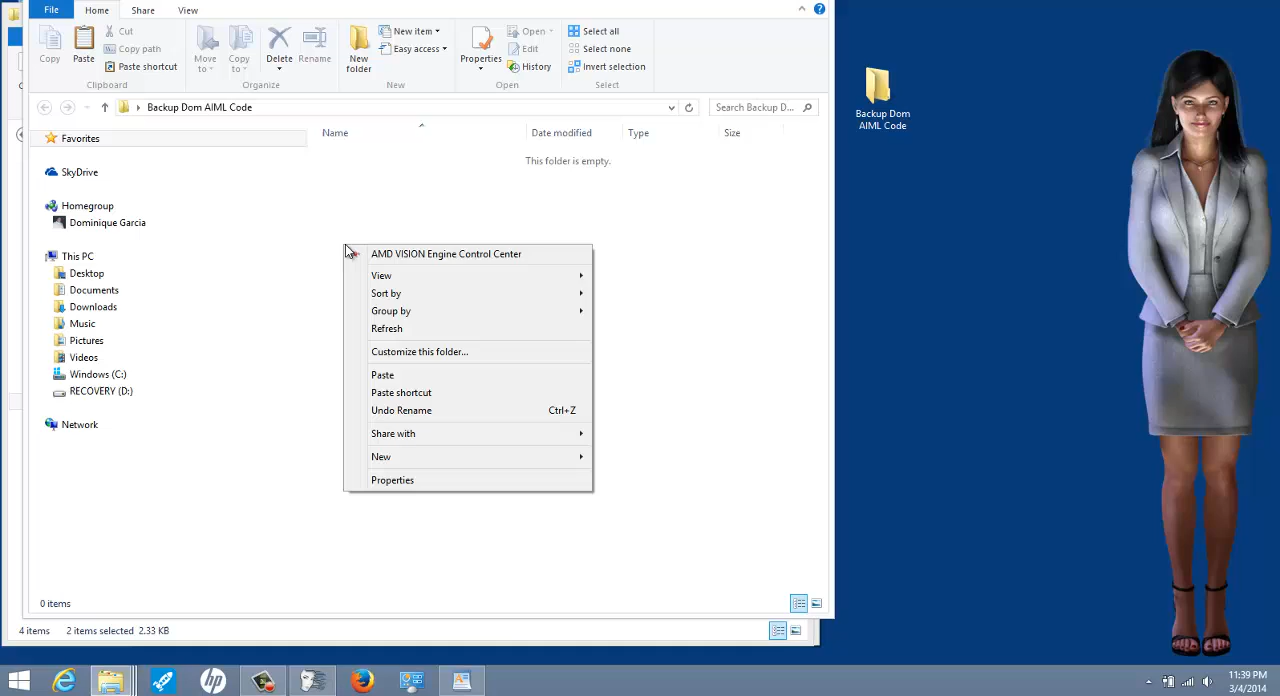 File
Home
Share
View
Copy
Paste
Cut
Copy path
Paste shortcut
Clipboard
Move
to
Copy
to
Delete
Rename
Organize
New
folder
New item
Easy access
New
Properties
Open
Edit
History
Open
Select all
Select none
Invert selection
Select
Backup Dom AIML Code
Search Backup D...
Name
Date modified
Type
Size
This folder is empty.
Favorites
SkyDrive
Homegroup
Dominique Garcia
This PC
Desktop
Documents
Downloads
Music
Pictures
Videos
Windows (C:)
RECOVERY (D:)
Network
AMD VISION Engine Control Center
View
Sort by
Group by
Refresh
Customize this folder...
Paste
Paste shortcut
Undo Rename Ctrl+Z
Share with
New
Properties
0 items
4 items 2 items selected 2.33 KB
Backup Dom
AIML Code
hp
11:39 PM
3/4/2014